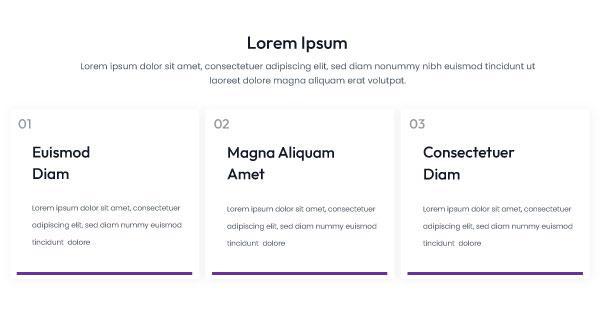 Lorem Ipsum
Lorem ipsum dolor sit amet, consectetuer adipiscing elit, sed diam nonummy nibh euismod tincidunt ut
laoreet dolore magna aliquam erat volutpat.
01
Euismod
Diam
Lorem ipsum dolor sit amet, consectetuer
adipiscing elit, sed diam nummy euismod
tincidunt dolore
02
Magna Aliquam
Amet
Lorem ipsum dolor sit amet, consectetuer
adipiscing elit, sed diam nummy euismod
tincidunt dolore
03
Consectetuer
Diam
Lorem ipsum dolor sit amet, consectetuer
adipiscing elit, sed diam nummy euismod
tincidunt dolore